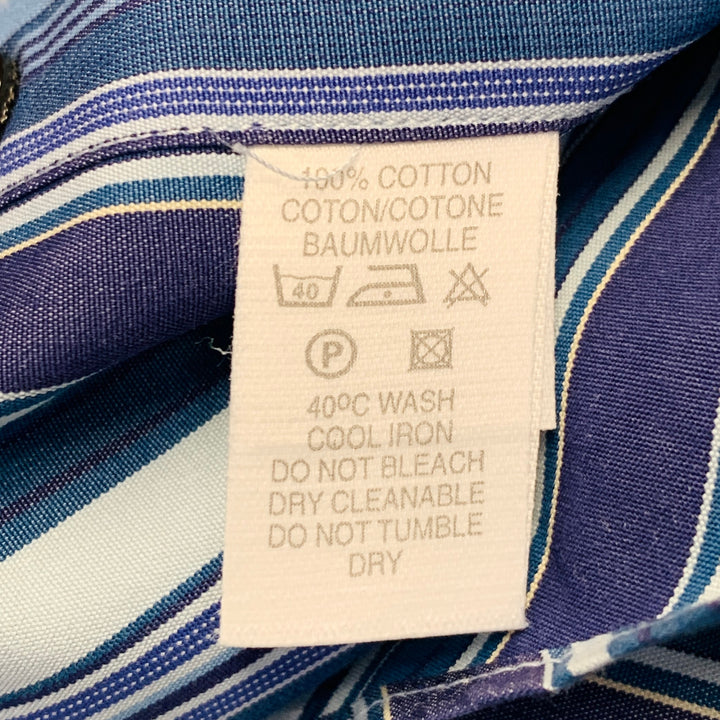 100% COTTON
COTON/COTONE
BAUMWOLLE
40
P
40ºC WASH
COOL IRON
DO NOT BLEACH
DRY CLEANABLE
DO NOT TUMBLE
DRY